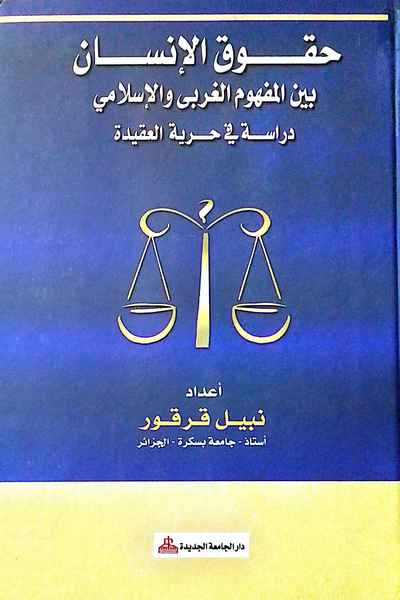 حقوق الإنسان
بين المفهوم الغربى والإسلامي
دراسة في حرية العقيدة
أعداد
نبيل قرقور
أستاذ - جامعة بسكرة - الجزائر
دار الجامعة الجديدة